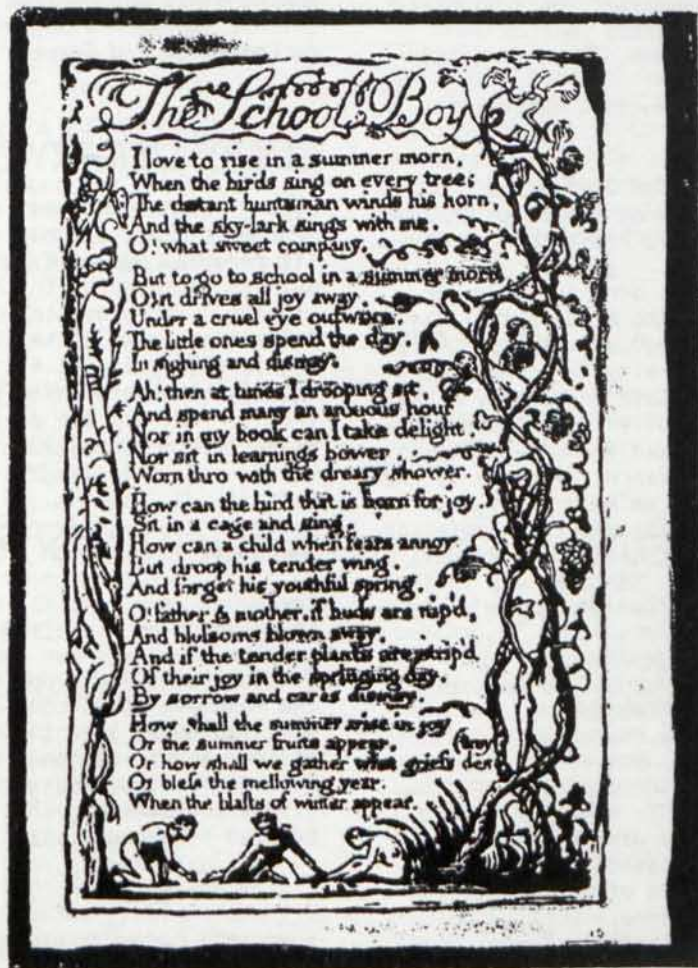 The School Boy
I love to rise in a summer morn,
When the birds sing on every tree;
The distant huntsman winds his horn,
And the sky-lark sings with me.
O! what sweet company.
But to go to school in a summer morn
O! it drives all joy away.
Under a cruel eye outworn,
The little ones spend the day,
In sighing and dismay.
Ah! then at times I drooping sit,
And spend many an anxious hour
Nor in my book can I take delight,
Nor sit in learnings bower,
Worn thro with the dreary shower.
How can the bird that is born for joy,
Sit in a cage and sing.
How can a child when fears annoy
But droop his tender wing,
And forget his youthful spring.
O! father & mother, if buds are nip'd,
And blossoms blown away,
And if the tender plants are strip'd
Of their joy in the springing day,
By sorrow and cares dismay,
How shall the summer arise in joy
Or the summer fruits appear,
Or how shall we gather what griefs des(troy
Or bless the mellowing year,
When the blasts of winter appear.